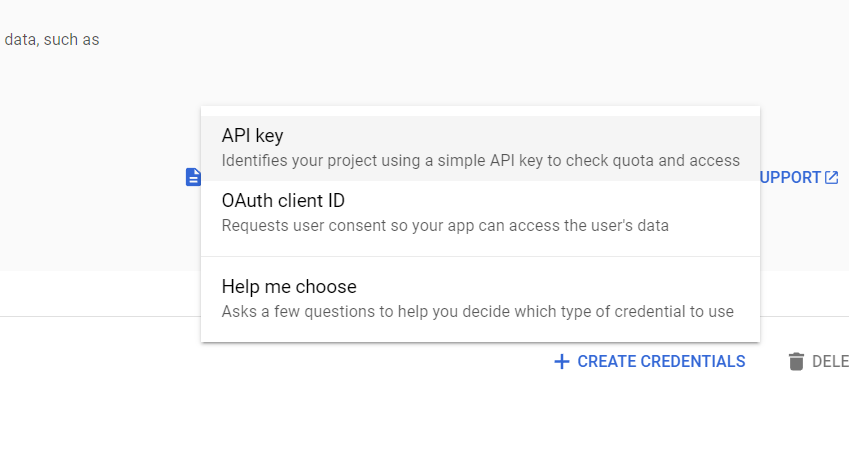 data, such as
API key
Identifies your project using a simple API key to check quota and access
UPPORT
OAuth client ID
Requests user consent so your app can access the user's data
Help me choose
Asks a few questions to help you decide which type of credential to use
CREATE CREDENTIALS
DELE